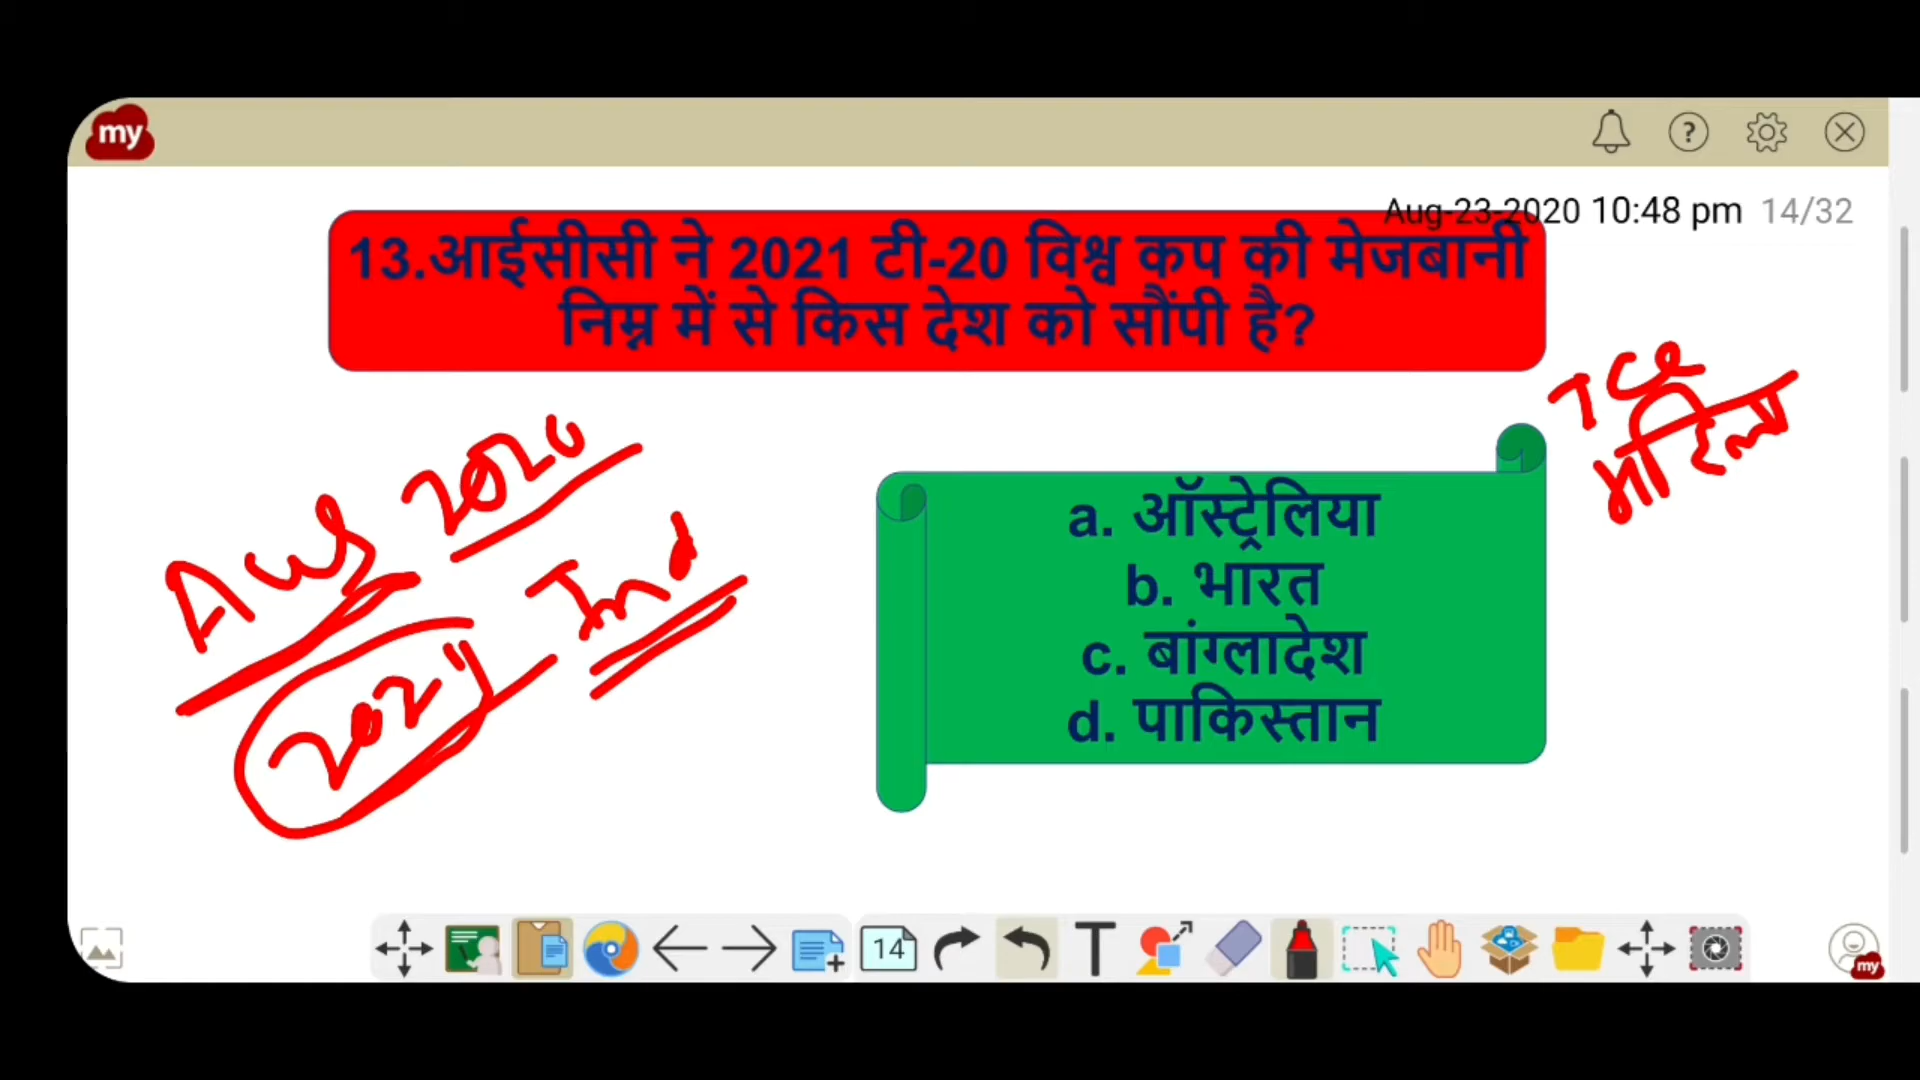 my
Aug-23-2020 10:48 pm 14/32
13.आईसीसी ने 2021 टी-20 विश्व कप की मेजबानी
निम्न में से किस देश को सौंपी है?
a. ऑस्ट्रेलिया
b. भारत
c. बांग्लादेश
d. पाकिस्तान
2020
2021
Ind
14
T
my